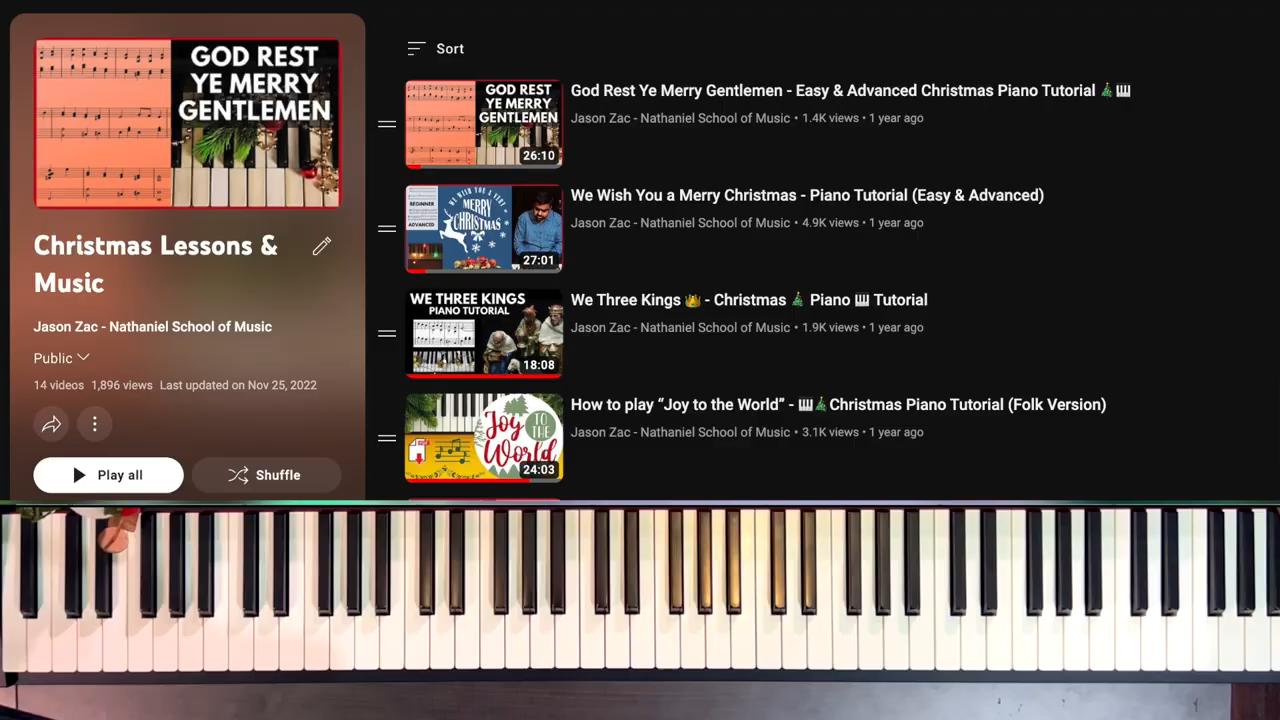 GOD REST
YE MERRY
GENTLEMEN
Christmas Lessons &
Music
Jason Zac - Nathaniel School of Music
Public
14 videos 1,896 views Last updated on Nov 25, 2022
Play all
Shuffle
Sort
GOD REST
YE MERRY
GENTLEMEN
26:10
God Rest Ye Merry Gentlemen - Easy & Advanced Christmas Piano Tutorial 🎄🎹
Jason Zac - Nathaniel School of Music • 1.4K views • 1 year ago
BEGINNER
ADVANCED
WE WISH YOU A
MERRY
CHRISTMAS
27:01
We Wish You a Merry Christmas - Piano Tutorial (Easy & Advanced)
Jason Zac - Nathaniel School of Music • 4.9K views • 1 year ago
WE THREE KINGS
PIANO TUTORIAL
18:08
We Three Kings 👑 - Christmas 🎄 Piano 🎹 Tutorial
Jason Zac - Nathaniel School of Music • 1.9K views • 1 year ago
Joy TO
THE
World
24:03
How to play “Joy to the World” - 🎹🎄Christmas Piano Tutorial (Folk Version)
Jason Zac - Nathaniel School of Music • 3.1K views • 1 year ago